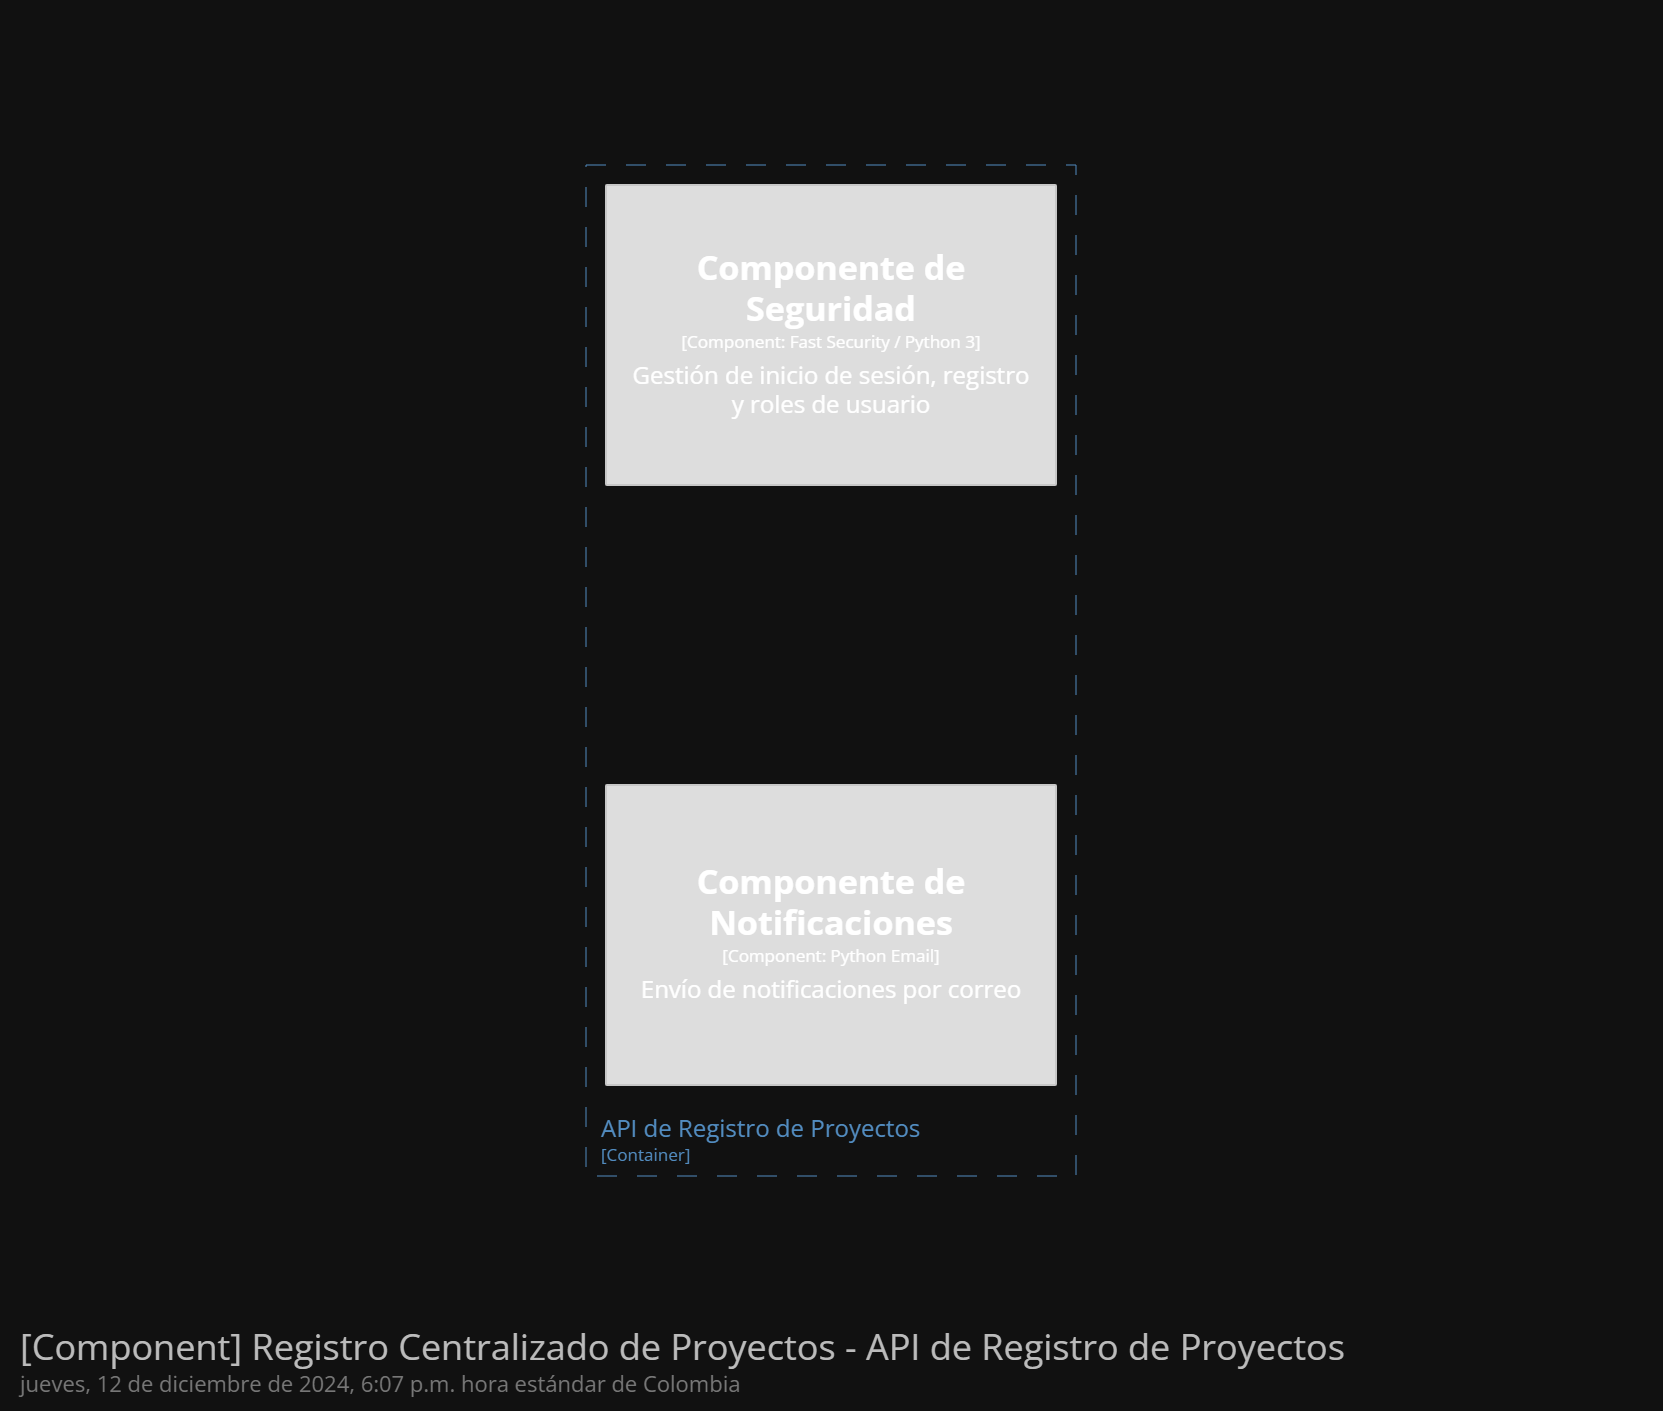 Componente de
Seguridad
[Component: Fast Security / Python 3]
Gestión de inicio de sesión, registro
y roles de usuario
Componente de
Notificaciones
[Component: Python Email]
Envío de notificaciones por correo
API de Registro de Proyectos
[Container]
[Component] Registro Centralizado de Proyectos - API de Registro de Proyectos
jueves, 12 de diciembre de 2024, 6:07 p.m. hora estándar de Colombia